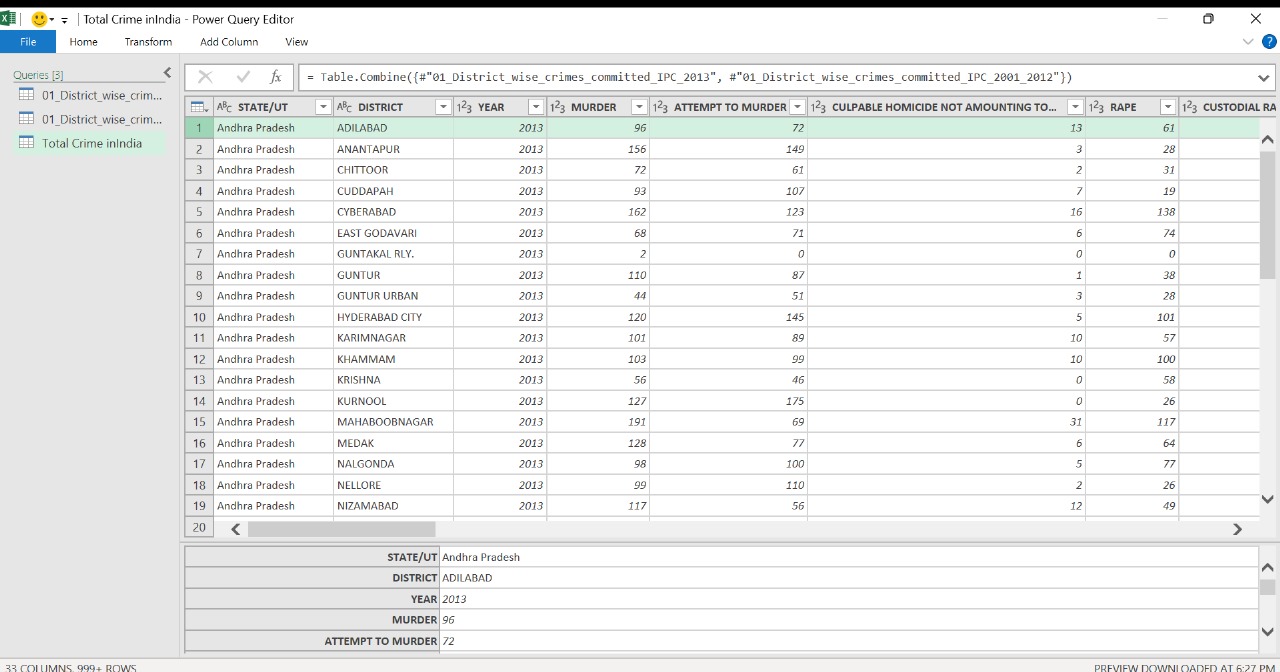 Total Crime inIndia - Power Query Editor
File Home Transform Add Column View
Queries [3]
01_District_wise_crim...
01_District_wise_crim...
Total Crime inIndia
fx = Table.Combine({#"01_District_wise_crimes_committed_IPC_2013", #"01_District_wise_crimes_committed_IPC_2001_2012"})
ABC STATE/UT ABC DISTRICT 123 YEAR 123 MURDER 123 ATTEMPT TO MURDER 123 CULPABLE HOMICIDE NOT AMOUNTING TO... 123 RAPE 123 CUSTODIAL RA
1 Andhra Pradesh ADILABAD 2013 96 72 13 61
2 Andhra Pradesh ANANTAPUR 2013 156 149 3 28
3 Andhra Pradesh CHITTOOR 2013 72 61 2 31
4 Andhra Pradesh CUDDAPAH 2013 93 107 7 19
5 Andhra Pradesh CYBERABAD 2013 162 123 16 138
6 Andhra Pradesh EAST GODAVARI 2013 68 71 6 74
7 Andhra Pradesh GUNTAKAL RLY. 2013 2 0 0 0
8 Andhra Pradesh GUNTUR 2013 110 87 1 38
9 Andhra Pradesh GUNTUR URBAN 2013 44 51 3 28
10 Andhra Pradesh HYDERABAD CITY 2013 120 145 5 101
11 Andhra Pradesh KARIMNAGAR 2013 101 89 10 57
12 Andhra Pradesh KHAMMAM 2013 103 99 10 100
13 Andhra Pradesh KRISHNA 2013 56 46 0 58
14 Andhra Pradesh KURNOOL 2013 127 175 0 26
15 Andhra Pradesh MAHABOOBNAGAR 2013 191 69 31 117
16 Andhra Pradesh MEDAK 2013 128 77 6 64
17 Andhra Pradesh NALGONDA 2013 98 100 5 77
18 Andhra Pradesh NELLORE 2013 99 110 2 26
19 Andhra Pradesh NIZAMABAD 2013 117 56 12 49
20
STATE/UT Andhra Pradesh
DISTRICT ADILABAD
YEAR 2013
MURDER 96
ATTEMPT TO MURDER 72
33 COLUMNS, 999+ ROWS PREVIEW DOWNLOADED AT 6:27 PM